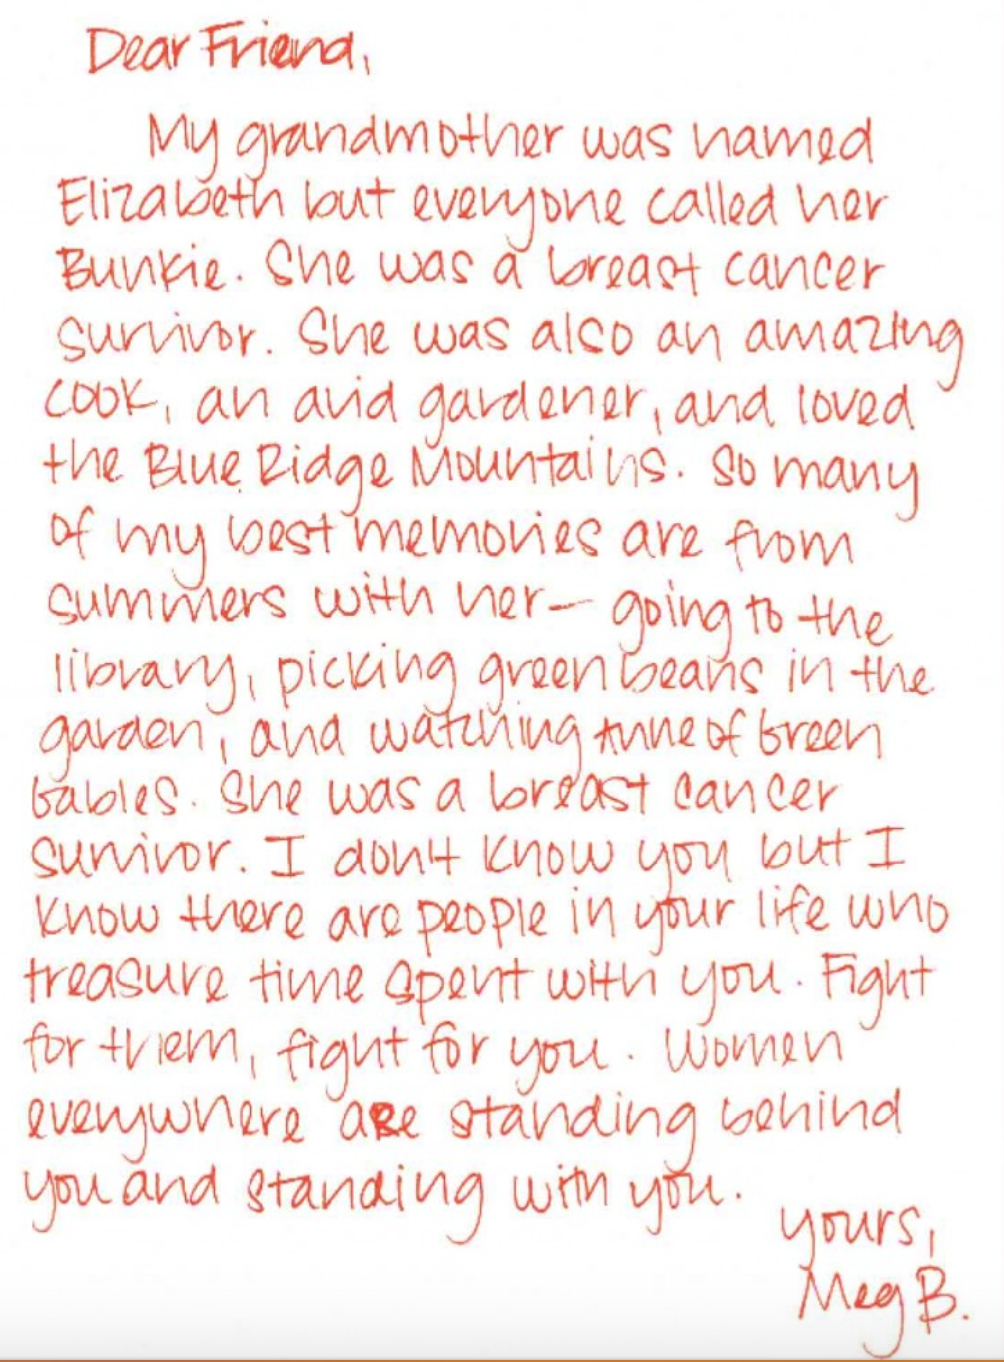 Dear Friend,
My grandmother was named
Elizabeth but everyone called her
Bunkie. She was a breast cancer
survivor. She was also an amazing
cook, an avid gardener, and loved
the Blue Ridge Mountains. So many
of my best memories are from
summers with her— going to the
library, picking green beans in the
garden, and watching Anne of Green
Gables. She was a breast cancer
survivor. I don't know you but I
know there are people in your life who
treasure time spent with you. Fight
for them, fight for you. Women
everywhere are standing behind
you and standing with you.
yours,
Meg B.